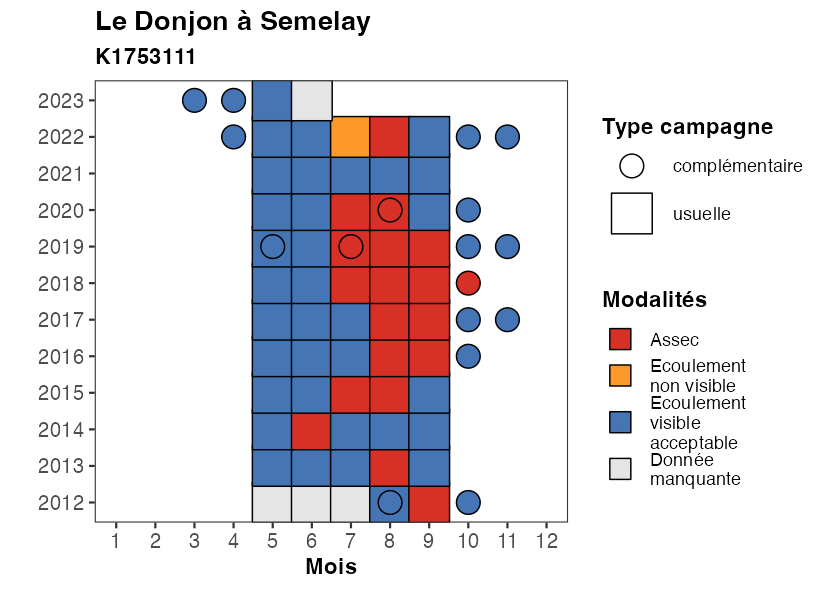 Le Donjon à Semelay
K1753111
2023
2022
2021
2020
2019
2018
2017
2016
2015
2014
2013
2012
1 2 3 4 5 6 7 8 9 10 11 12
Mois
Type campagne
complémentaire
usuelle
Modalités
Assec
Ecoulement
non visible
Ecoulement
visible
acceptable
Donnée
manquante